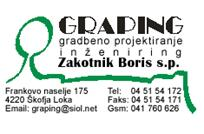 GRAPING
gradbeno projektiranje
inženiring
Zakotnik Boris s.p.
Frankovo naselje 175 Tel: 04 51 54 172
4220 Škofja Loka Faks: 04 51 54 171
Email: graping@siol.net Gsm: 041 760 626